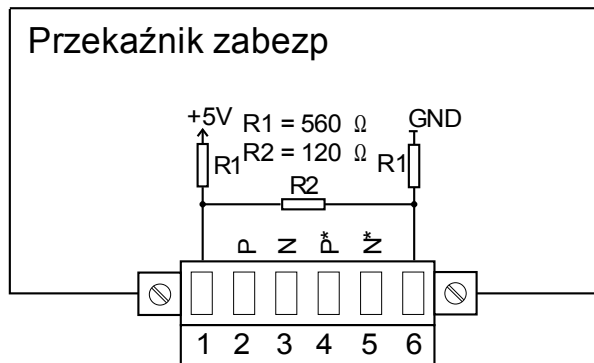 Przekaźnik zabezp
+5V R1 = 560 Ω GND
R1 R2 = 120 Ω R1
R2
P N P* N*
1 2 3 4 5 6